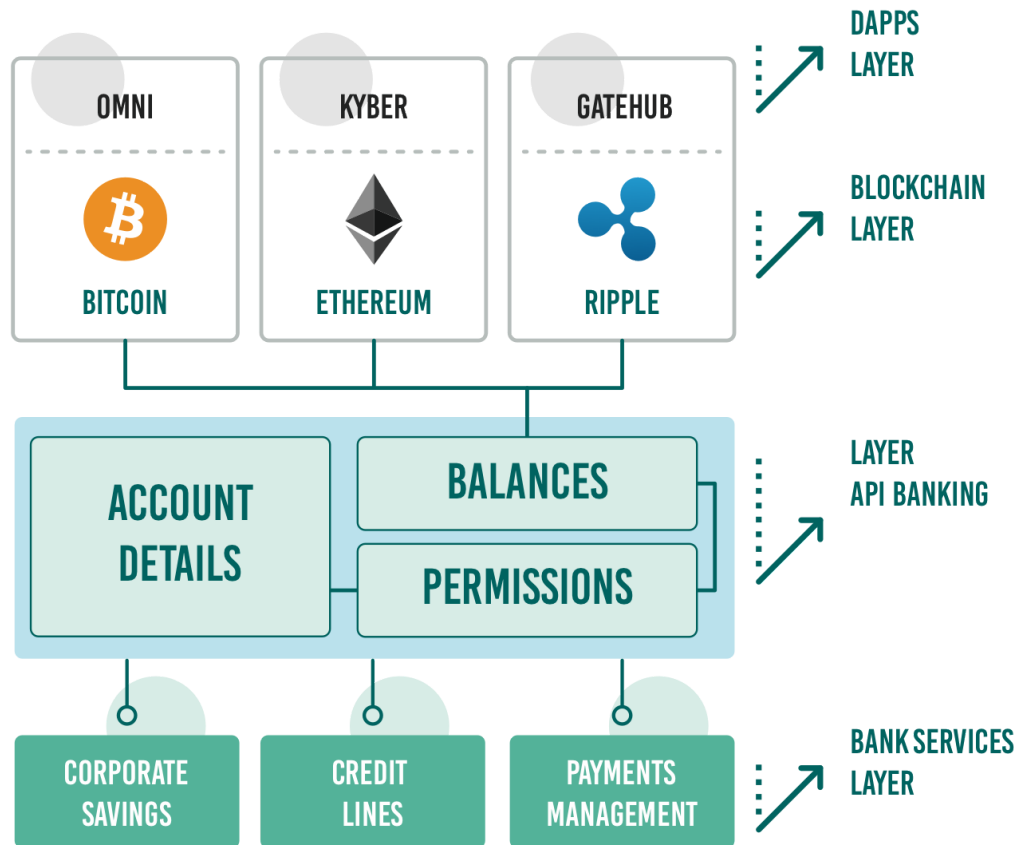 DAPPS
LAYER
OMNI
KYBER
GATEHUB
BLOCKCHAIN
LAYER
BITCOIN
ETHEREUM
RIPPLE
LAYER
API BANKING
ACCOUNT
DETAILS
BALANCES
PERMISSIONS
BANK SERVICES
LAYER
CORPORATE
SAVINGS
CREDIT
LINES
PAYMENTS
MANAGEMENT